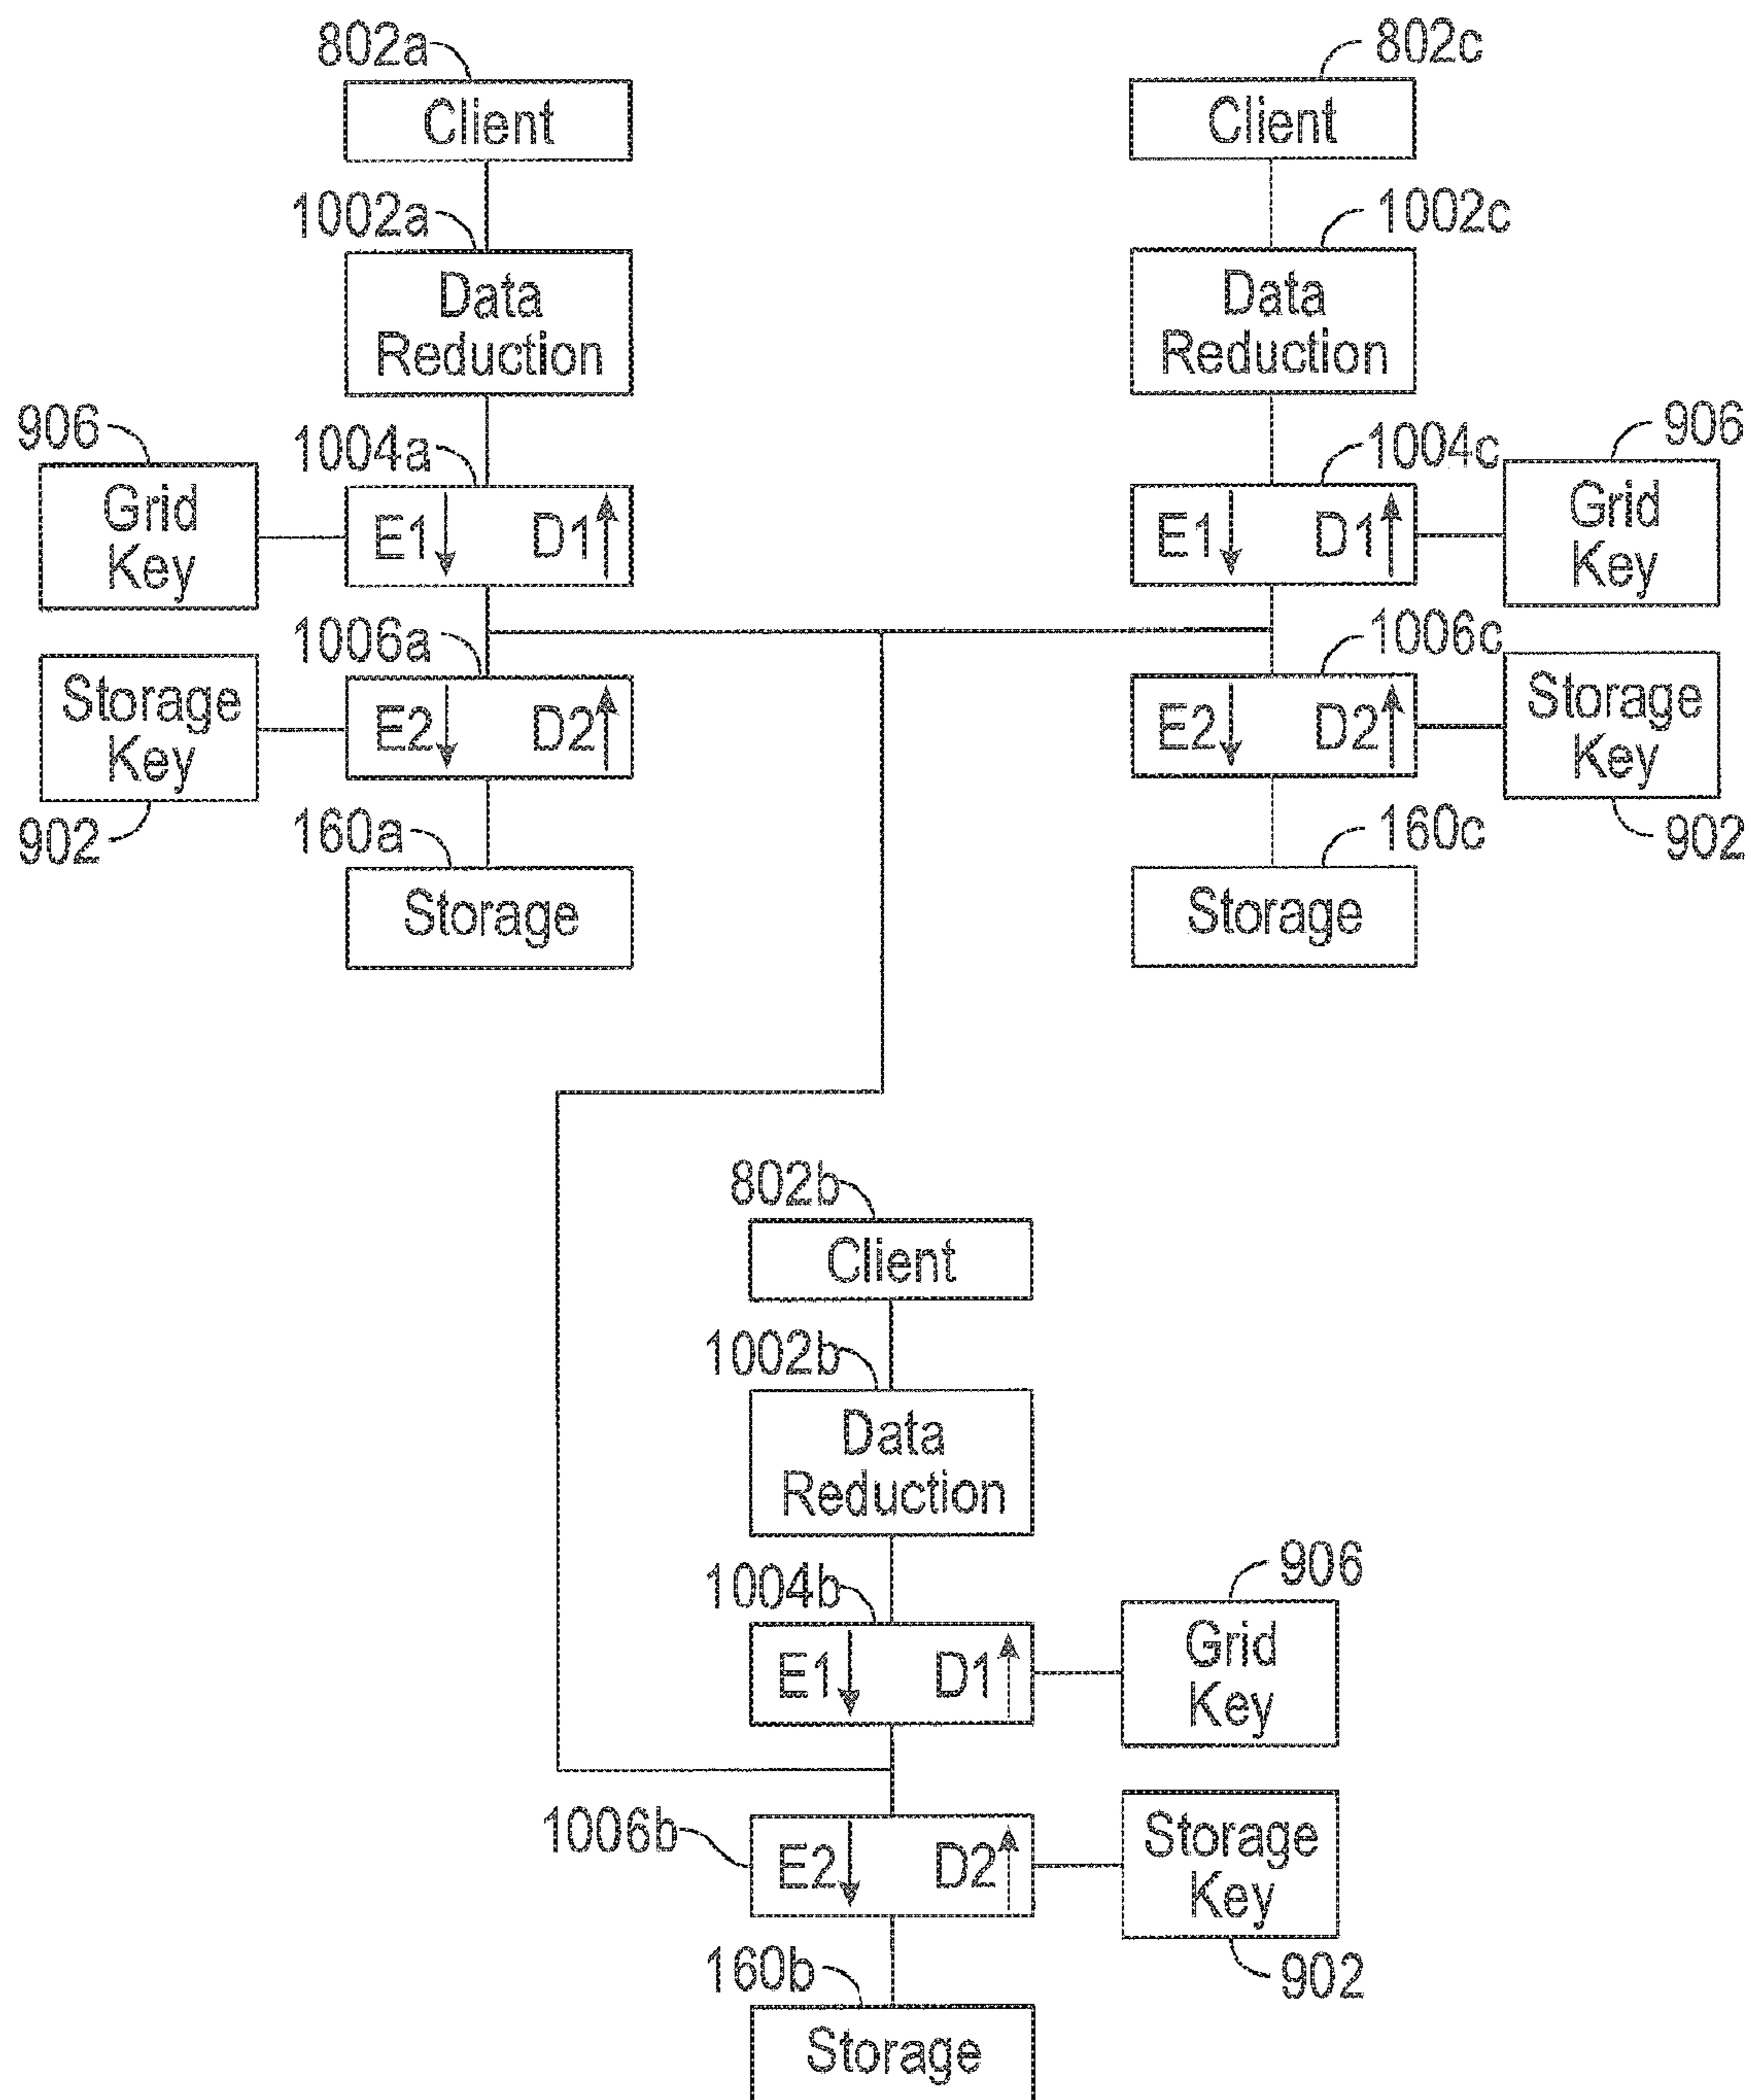 802a
Client
1002a
Data
Reduction
906
Grid
Key
1004a
E1 D1
1006a
Storage
Key
902
E2 D2
160a
Storage
802c
Client
1002c
Data
Reduction
1004c
906
E1 D1
Grid
Key
1006c
E2 D2
Storage
Key
902
160c
Storage
802b
Client
1002b
Data
Reduction
1004b
E1 D1
906
Grid
Key
1006b
E2 D2
Storage
Key
902
160b
Storage